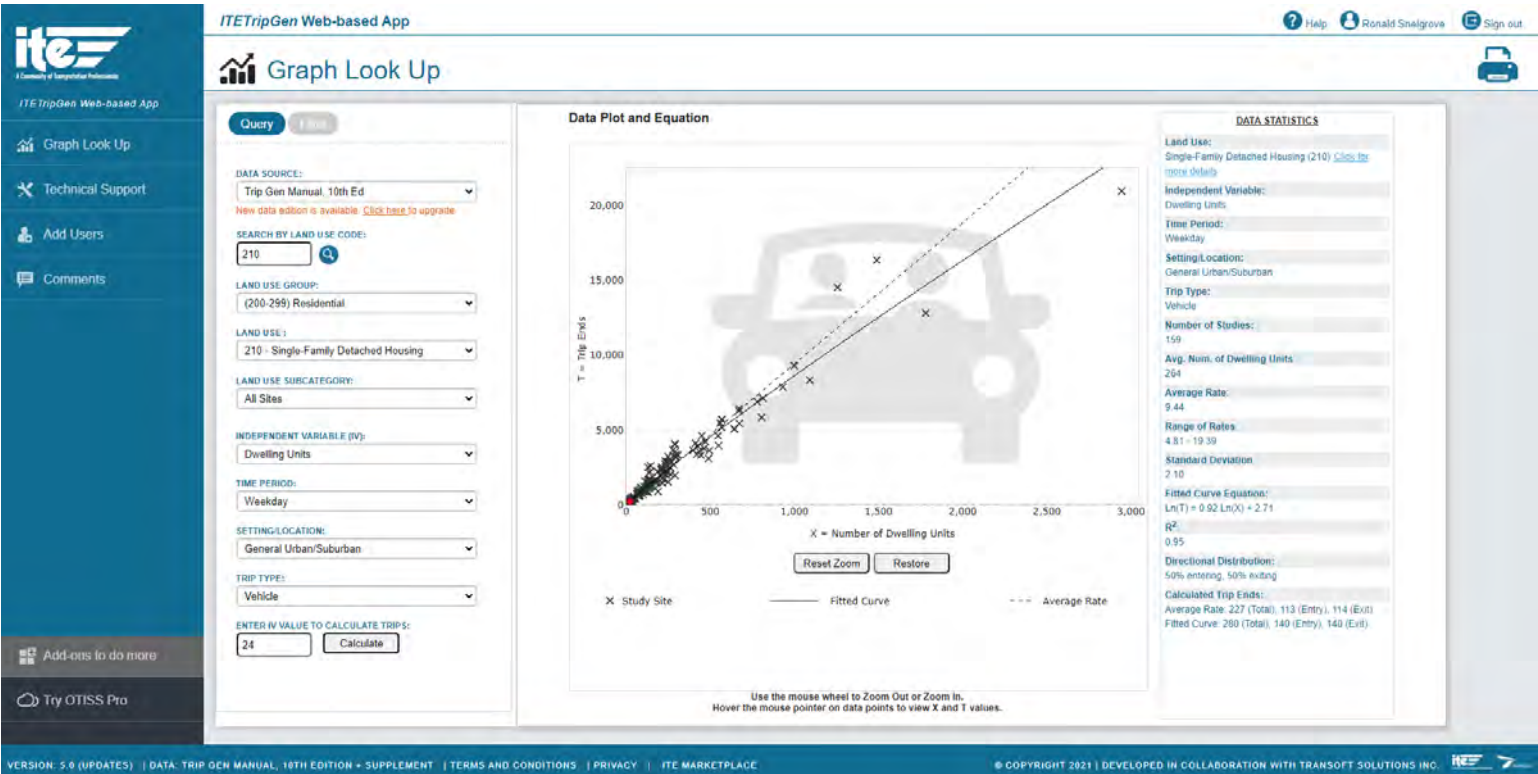 ITETripGen Web-based App
Help
Ronald Snelgrove
Sign out
ite
A Community of Transportation Professionals
ITETripGen Web-based App
Graph Look Up
Technical Support
Add Users
Comments
Add-ons to do more
Try OTISS Pro
Graph Look Up
Query
DATA SOURCE:
Trip Gen Manual, 10th Ed
New data edition is available. Click here to upgrade
SEARCH BY LAND USE CODE:
210
LAND USE GROUP:
(200-299) Residential
LAND USE :
210 - Single-Family Detached Housing
LAND USE SUBCATEGORY:
All Sites
INDEPENDENT VARIABLE (IV):
Dwelling Units
TIME PERIOD:
Weekday
SETTING/LOCATION:
General Urban/Suburban
TRIP TYPE:
Vehicle
ENTER IV VALUE TO CALCULATE TRIPS:
24
Calculate
Data Plot and Equation
T = Trip Ends
20,000
15,000
10,000
5,000
0
0 500 1,000 1,500 2,000 2,500 3,000
X = Number of Dwelling Units
Reset Zoom Restore
Study Site Fitted Curve Average Rate
Use the mouse wheel to Zoom Out or Zoom In.
Hover the mouse pointer on data points to view X and T values.
DATA STATISTICS
Land Use:
Single-Family Detached Housing (210) Click for
more details
Independent Variable:
Dwelling Units
Time Period:
Weekday
Setting/Location:
General Urban/Suburban
Trip Type:
Vehicle
Number of Studies:
159
Avg. Num. of Dwelling Units
264
Average Rate:
9.44
Range of Rates
4.81 - 19.39
Standard Deviation
2.10
Fitted Curve Equation:
Ln(T) = 0.92 Ln(X) + 2.71
R²:
0.95
Directional Distribution:
50% entering, 50% exiting
Calculated Trip Ends:
Average Rate: 227 (Total), 113 (Entry), 114 (Exit)
Fitted Curve: 280 (Total), 140 (Entry), 140 (Exit)
VERSION: 5.0 (UPDATES) | DATA: TRIP GEN MANUAL, 10TH EDITION + SUPPLEMENT | TERMS AND CONDITIONS | PRIVACY | ITE MARKETPLACE
© COPYRIGHT 2021 | DEVELOPED IN COLLABORATION WITH TRANSOFT SOLUTIONS INC.